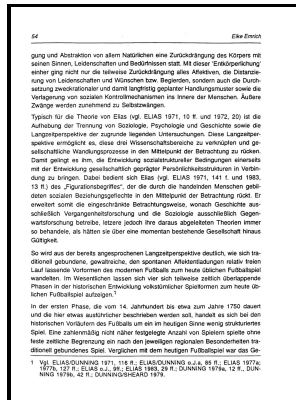 54
Eike Emrich
gung und Abstraktion von allem Natürlichen eine Zurückdrängung des Körpers mit
seinen Sinnen, Leidenschaften und Bedürfnissen statt. Mit dieser 'Entkörperlichung'
einher ging nicht nur die teilweise Zurückdrängung alles Affektiven, die Distanzie-
rung von Leidenschaften und Wünschen bzw. Begierden, sondern auch die Durch-
setzung zweckrationaler und damit langfristig geplanter Handlungsmuster sowie die
Verlagerung von sozialen Kontrollmechanismen ins Innere der Menschen. Äußere
Zwänge werden zunehmend zu Selbstzwängen.
Typisch für die Theorie von Elias (vgl. ELIAS 1971, 10 ff. und 1972, 20) ist die
Aufhebung der Trennung von Soziologie, Psychologie und Geschichte sowie die
Langzeitperspektive der zugrunde liegenden Untersuchungen. Diese Langzeitper-
spektive ermöglicht es, diese drei Wissenschaftsbereiche zu verknüpfen und ge-
sellschaftliche Wandlungsprozesse in den Mittelpunkt der Betrachtung zu rücken.
Damit gelingt es ihm, die Entwicklung sozialstruktureller Bedingungen einerseits
mit der Entwicklung gesellschaftlich geprägter Persönlichkeitsstrukturen in Verbin-
dung zu bringen. Dabei bedient sich Elias (vgl. ELIAS 1971, 141 f. und 1983,
13 ff.) des „Figurationsbegriffes", der die durch die handelnden Menschen gebil-
deten sozialen Beziehungsgeflechte in den Mittelpunkt der Betrachtung rückt. Er
erweitert somit die eingeschränkte Betrachtungsweise, wonach Geschichte aus-
schließlich Vergangenheitsforschung und die Soziologie ausschließlich Gegen-
wartsforschung betreibe, letzere jedoch ihre daraus abgeleiteten Theorien immer
so behandele, als hätten sie über eine momentan bestehende Gesellschaft hinaus
Gültigkeit.
So wird aus der bereits angesprochenen Langzeitperspektive deutlich, wie sich tra-
ditionell gebundene, gewaltreiche, den spontanen Affektentladungen relativ freien
Lauf lassende Vorformen des modernen Fußballs zum heute üblichen Fußballspiel
wandelten. Im Wesentlichen lassen sich vier sich teilweise zeitlich überlappende
Phasen in der historischen Entwicklung volkstümlicher Spielformen zum heute üb-
lichen Fußballspiel aufzeigen.1
In der ersten Phase, die vom 14. Jahrhundert bis etwa zum Jahre 1750 dauert
und die hier etwas ausführlicher beschrieben werden soll, handelt es sich bei den
historischen Vorläufern des Fußballs um ein im heutigen Sinne wenig strukturiertes
Spiel. Eine zahlenmäßig nicht näher festgelegte Anzahl von Spielern spielte ohne
feste zeitliche Begrenzung ein nach den jeweiligen regionalen Besonderheiten tra-
ditionell gebundenes Spiel. Verglichen mit dem heutigen Fußballspiel war das Ge-
1 Vgl. ELIAS/DUNNING 1971, 116 ff.; ELIAS/DUNNING o.J.a, 85 ff.; ELIAS 1977a;
1977b, 127 ff.; ELIAS o.J., 9ff.; ELIAS 1983, 29 ff.; DUNNING 1979a, 12 ff., DUN-
NING 1979b, 42 ff.; DUNNING/SHEARD 1979.